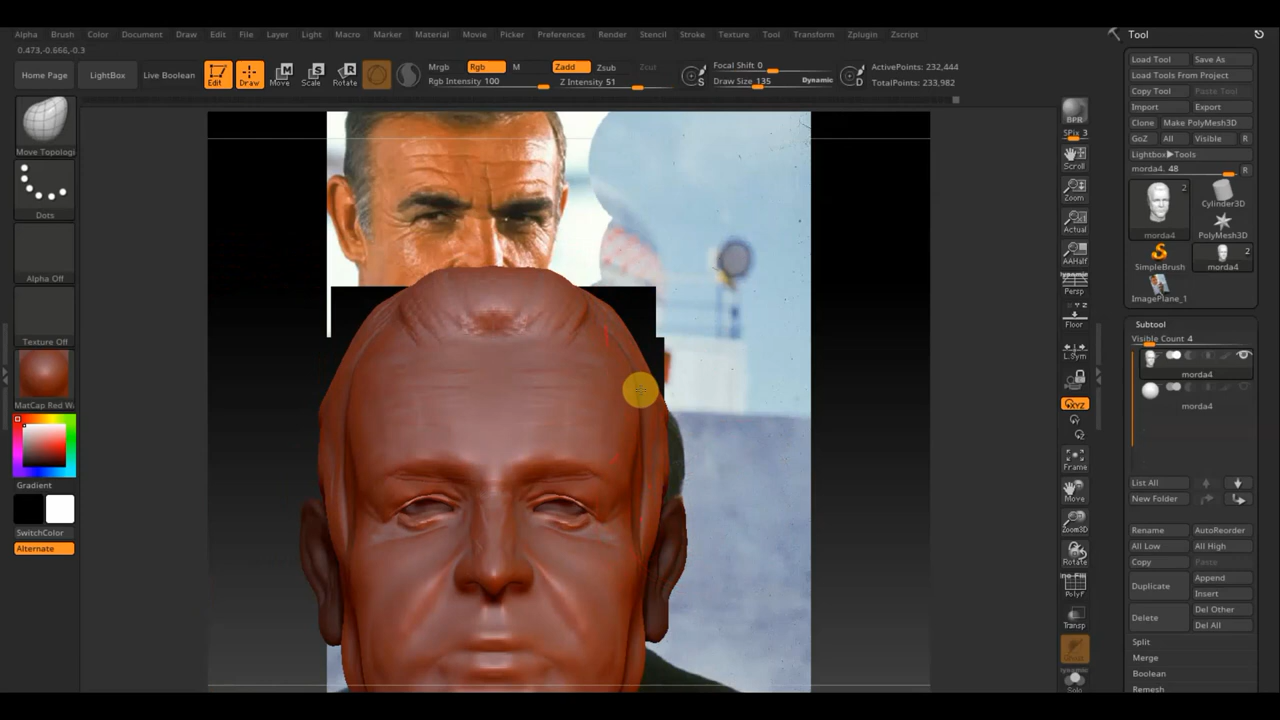 Alpha Brush Color Document Draw Edit File Layer Light Macro Marker Material Movie Picker Preferences Render Stencil Stroke Texture Tool Transform Zplugin Zscript
Tool
0.473,-0.666,-0.3
Home Page
LightBox
Live Boolean
Edit
Draw
Move
Scale
Rotate
Mrgb
Rgb
M
Rgb Intensity 100
Zadd
Zsub
Zcut
Z Intensity 51
S
Focal Shift 0
Draw Size 135
Dynamic
D
ActivePoints: 232,444
TotalPoints: 233,982
Move Topologi
Dots
Alpha Off
Texture Off
MatCap Red Wa
Gradient
SwitchColor
Alternate
BPR
SPix 3
Scroll
Zoom
Actual
AAHalf
Dynamic
Persp
Floor
L.Sym
XYZ
Frame
Move
Zoom3D
Rotate
PolyF
Transp
Ghost
Solo
Load Tool
Save As
Load Tools From Project
Copy Tool
Paste Tool
Import
Export
Clone
Make PolyMesh3D
GoZ
All
Visible
R
Lightbox▶Tools
morda4. 48
R
2
morda4
Cylinder3D
PolyMesh3D
SimpleBrush
2
morda4
ImagePlane_1
Subtool
Visible Count 4
morda4
morda4
List All
New Folder
Rename
AutoReorder
All Low
All High
Copy
Paste
Duplicate
Append
Insert
Delete
Del Other
Del All
Split
Merge
Boolean
Remesh